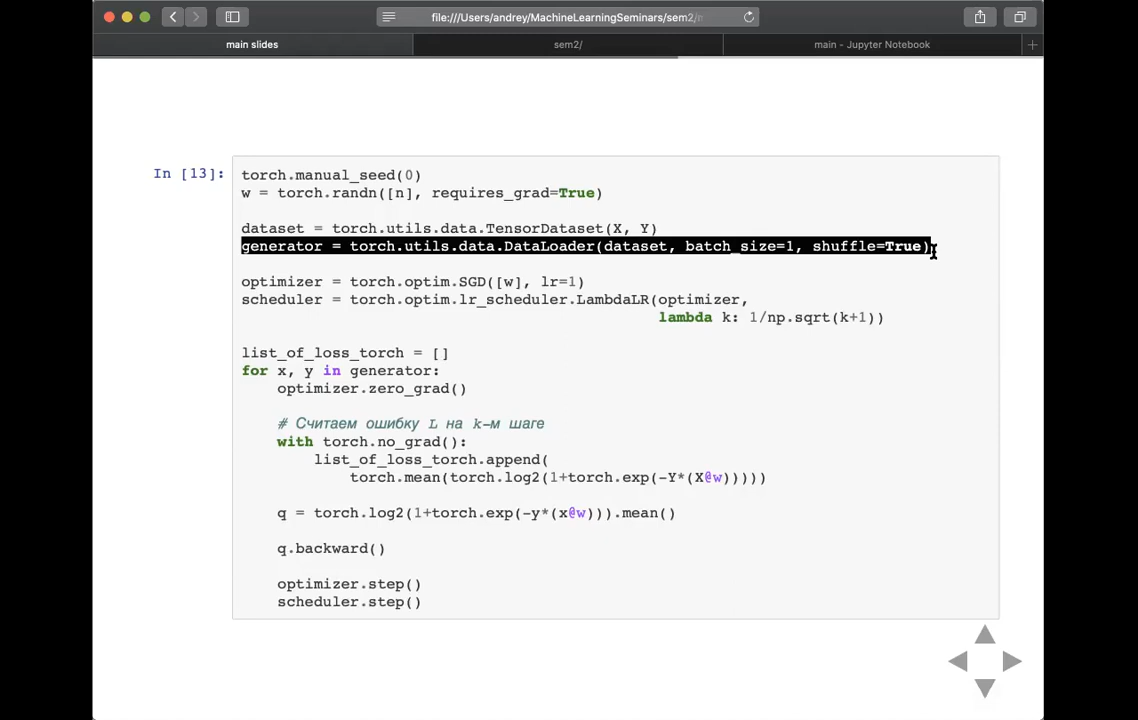 file:///Users/andrey/MachineLearningSeminars/sem2/
main slides
sem2/
main - Jupyter Notebook
In [13]:
torch.manual_seed(0)
w = torch.randn([n], requires_grad=True)
dataset = torch.utils.data.TensorDataset(X, Y)
generator = torch.utils.data.DataLoader(dataset, batch_size=1, shuffle=True)
optimizer = torch.optim.SGD([w], lr=1)
scheduler = torch.optim.lr_scheduler.LambdaLR(optimizer,
lambda k: 1/np.sqrt(k+1))
list_of_loss_torch = []
for x, y in generator:
optimizer.zero_grad()
# Считаем ошибку L на k-м шаге
with torch.no_grad():
list_of_loss_torch.append(
torch.mean(torch.log2(1+torch.exp(-Y*(X@w)))))
q = torch.log2(1+torch.exp(-y*(x@w))).mean()
q.backward()
optimizer.step()
scheduler.step()